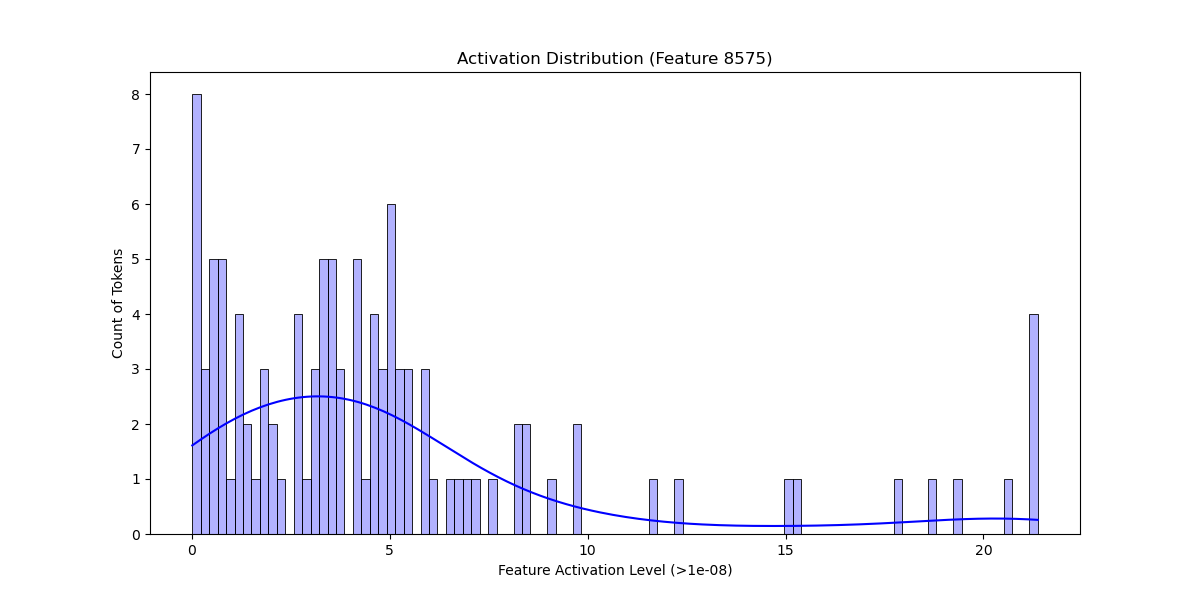 Activation Distribution (Feature 8575)
Count of Tokens
8
7
6
5
4
3
2
1
0
0 5 10 15 20
Feature Activation Level (>1e-08)